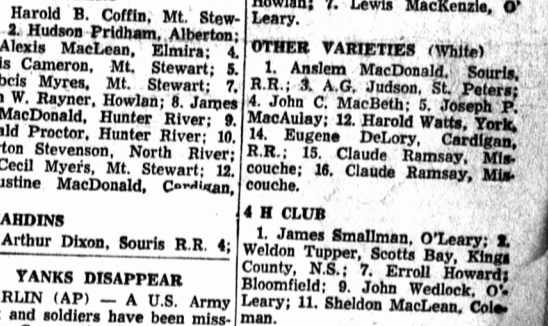 Harold B. Coffin, Mt. Stew-
2. Hudson Pridham, Alberton;
Alexis MacLean, Elmira; 4.
is Cameron, Mt. Stewart; 5.
Myres, Mt. Stewart; 7.
W. Rayner, Howlan; 8. James
MacDonald, Hunter River; 9.
ald Proctor, Hunter River; 10.
ton Stevenson, North River;
Cecil Myers, Mt. Stewart; 12.
ustine MacDonald, Cardigan,
AHDINS
Arthur Dixon, Souris R.R. 4;
YANKS DISAPPEAR
RLIN (AP) — A U.S. Army
and soldiers have been miss-
Howlan; 7. Lewis MacKenzie, O'
Leary.
OTHER VARIETIES (White)
1. Anslem MacDonald, Souris,
R.R.; 3. A.G. Judson, St. Peters;
4. John C. MacBeth; 5. Joseph P.
MacAulay; 12. Harold Watts, York,
14. Eugene DeLory, Cardigan,
R.R.; 15. Claude Ramsay, Mis-
couche; 16. Claude Ramsay, Mis-
couche.
4 H CLUB
1. James Smallman, O'Leary; 2.
Weldon Tupper, Scotts Bay, Kings
County, N.S.; 7. Erroll Howard;
Bloomfield; 9. John Wedlock, O'-
Leary; 11. Sheldon MacLean, Cole-
man.